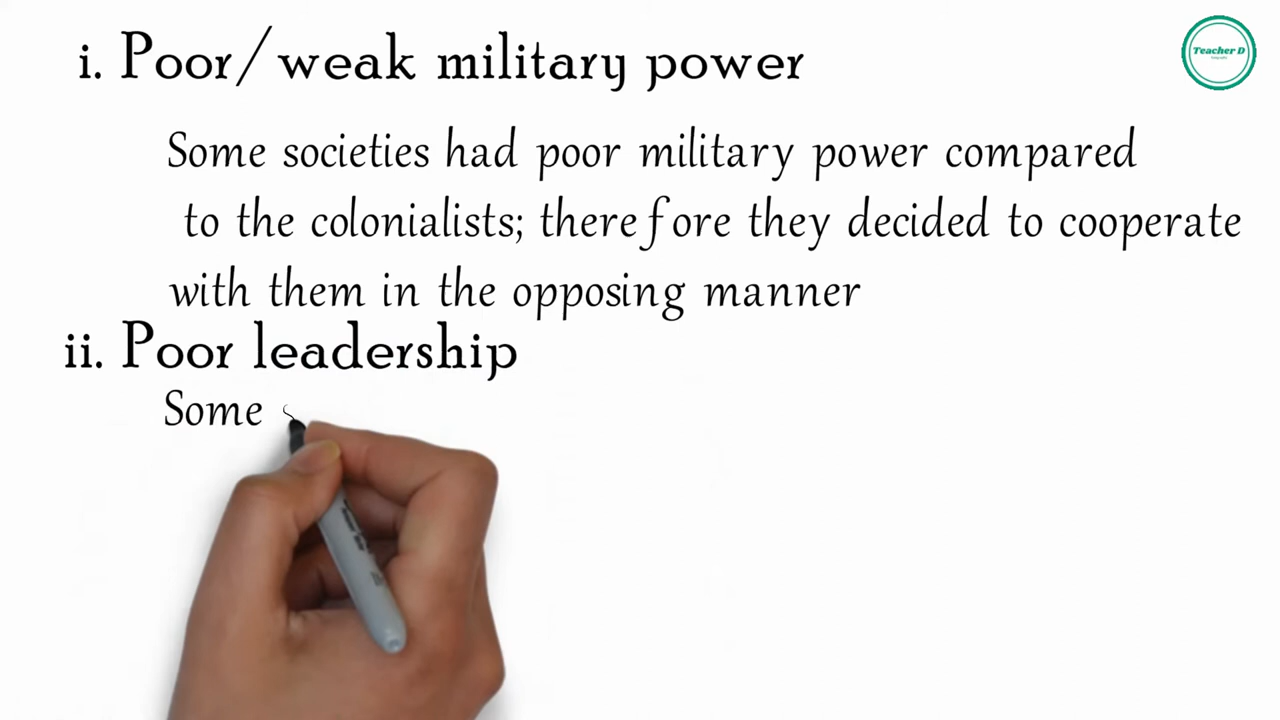 i. Poor/weak military power
Teacher D
Some societies had poor military power compared
to the colonialists; therefore they decided to cooperate
with them in the opposing manner
ii. Poor leadership
Some